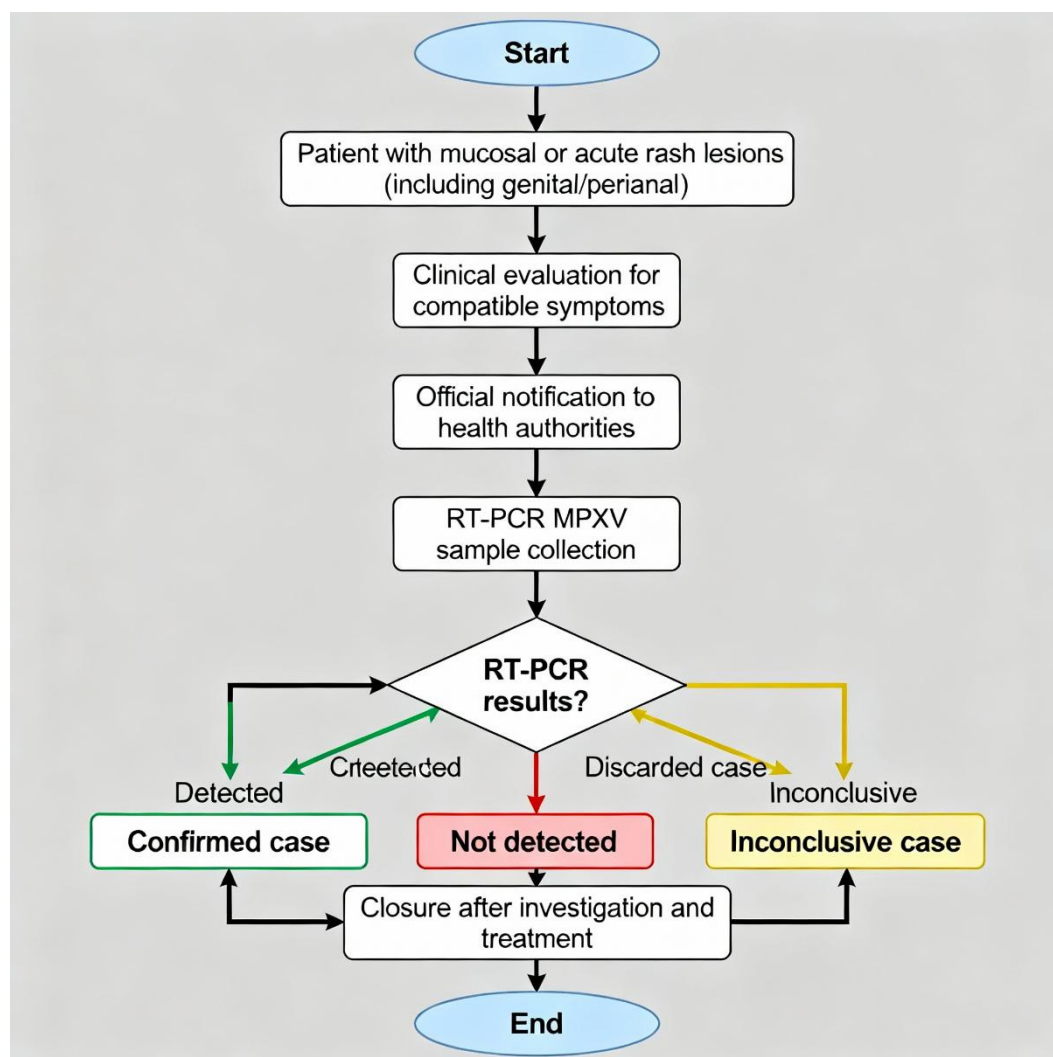 Start
Patient with mucosal or acute rash lesions
(including genital/perianal)
Clinical evaluation for
compatible symptoms
Official notification to
health authorities
RT-PCR MPXV
sample collection
RT-PCR
results?
Discarded case
Detected
Inconclusive
Confirmed case
Not detected
Inconclusive case
Closure after investigation and
treatment
End